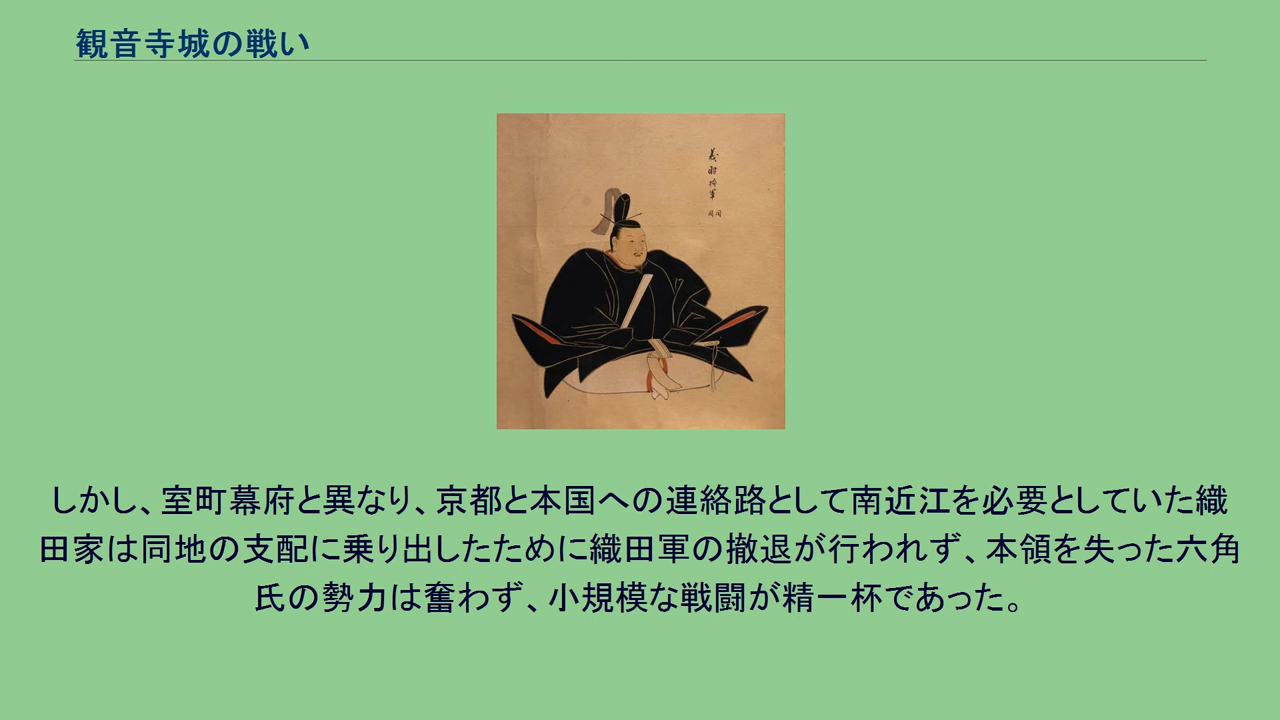 観音寺城の戦い
しかし、室町幕府と異なり、京都と本国への連絡路として南近江を必要としていた織
田家は同地の支配に乗り出したために織田軍の撤退が行われず、本領を失った六角
氏の勢力は奮わず、小規模な戦闘が精一杯であった。